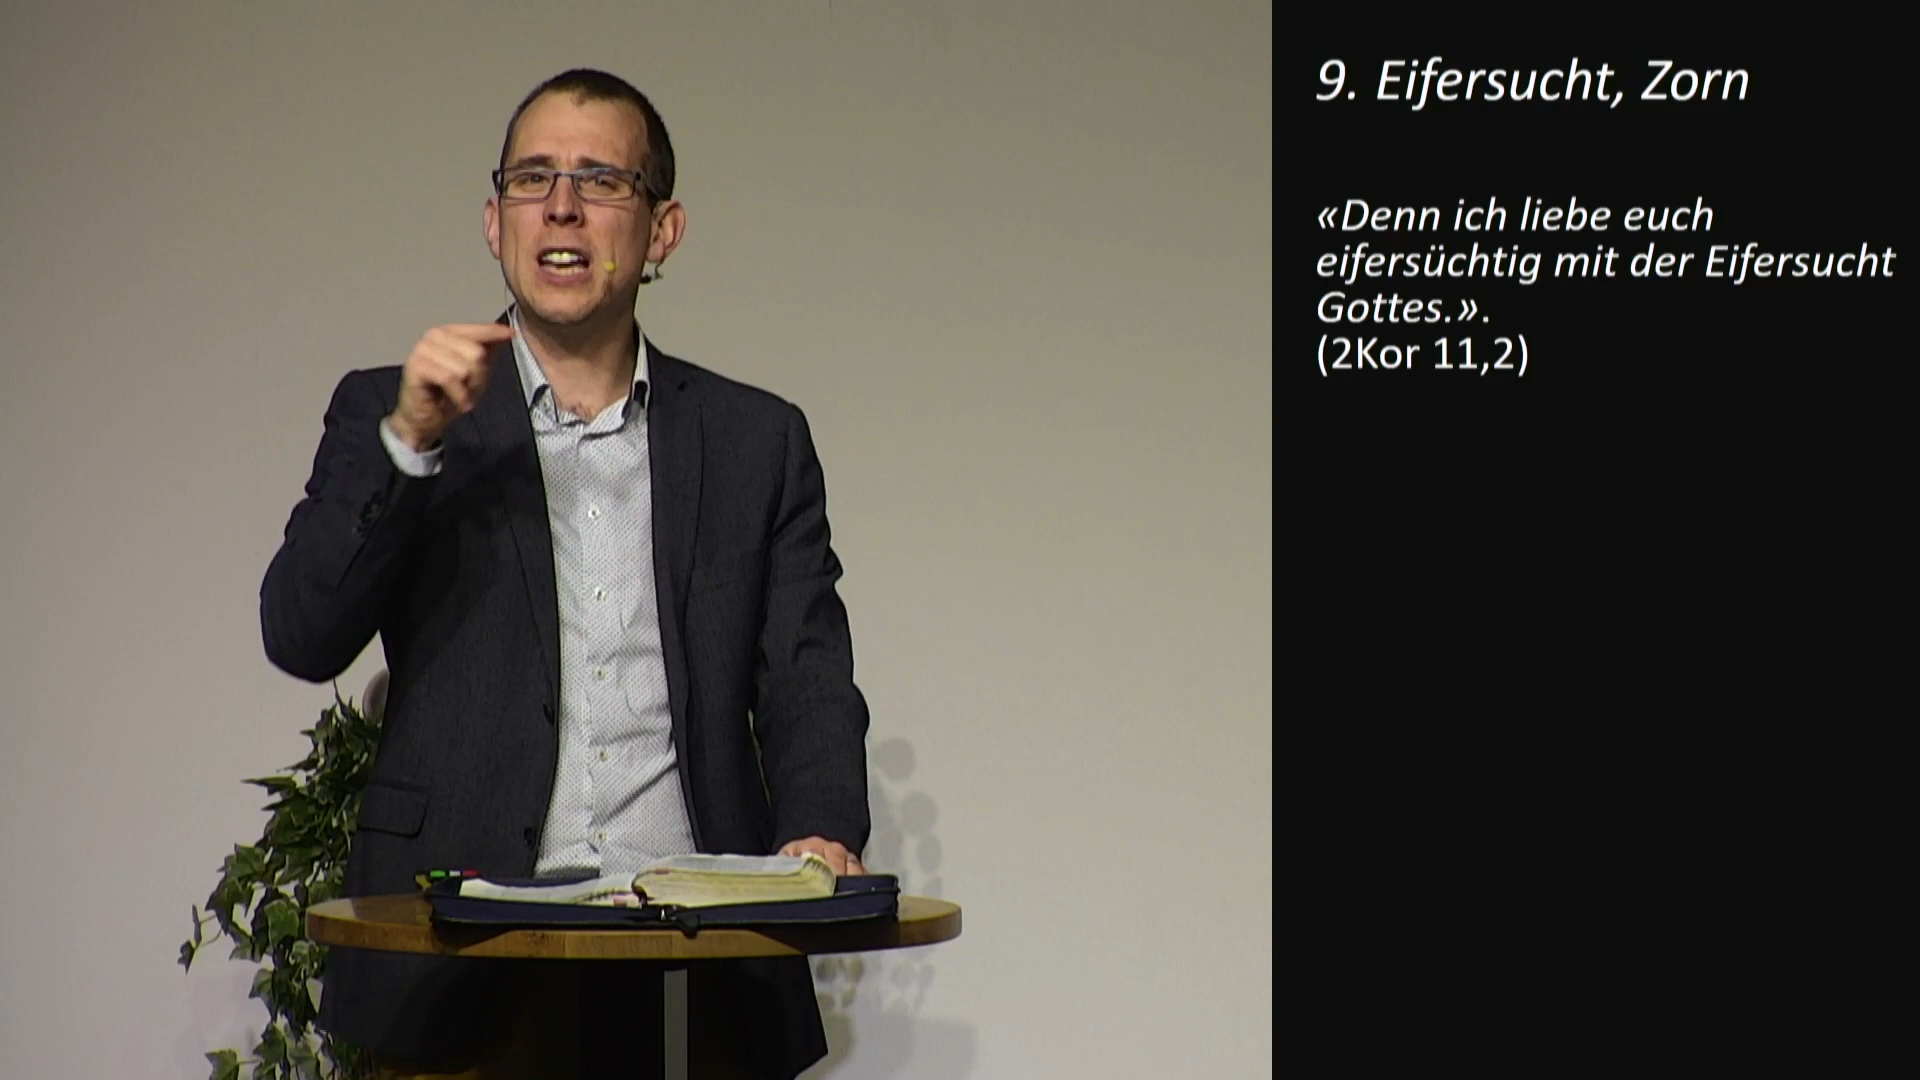 9. Eifersucht, Zorn
«Denn ich liebe euch
eifersüchtig mit der Eifersucht
Gottes.».
(2Kor 11,2)